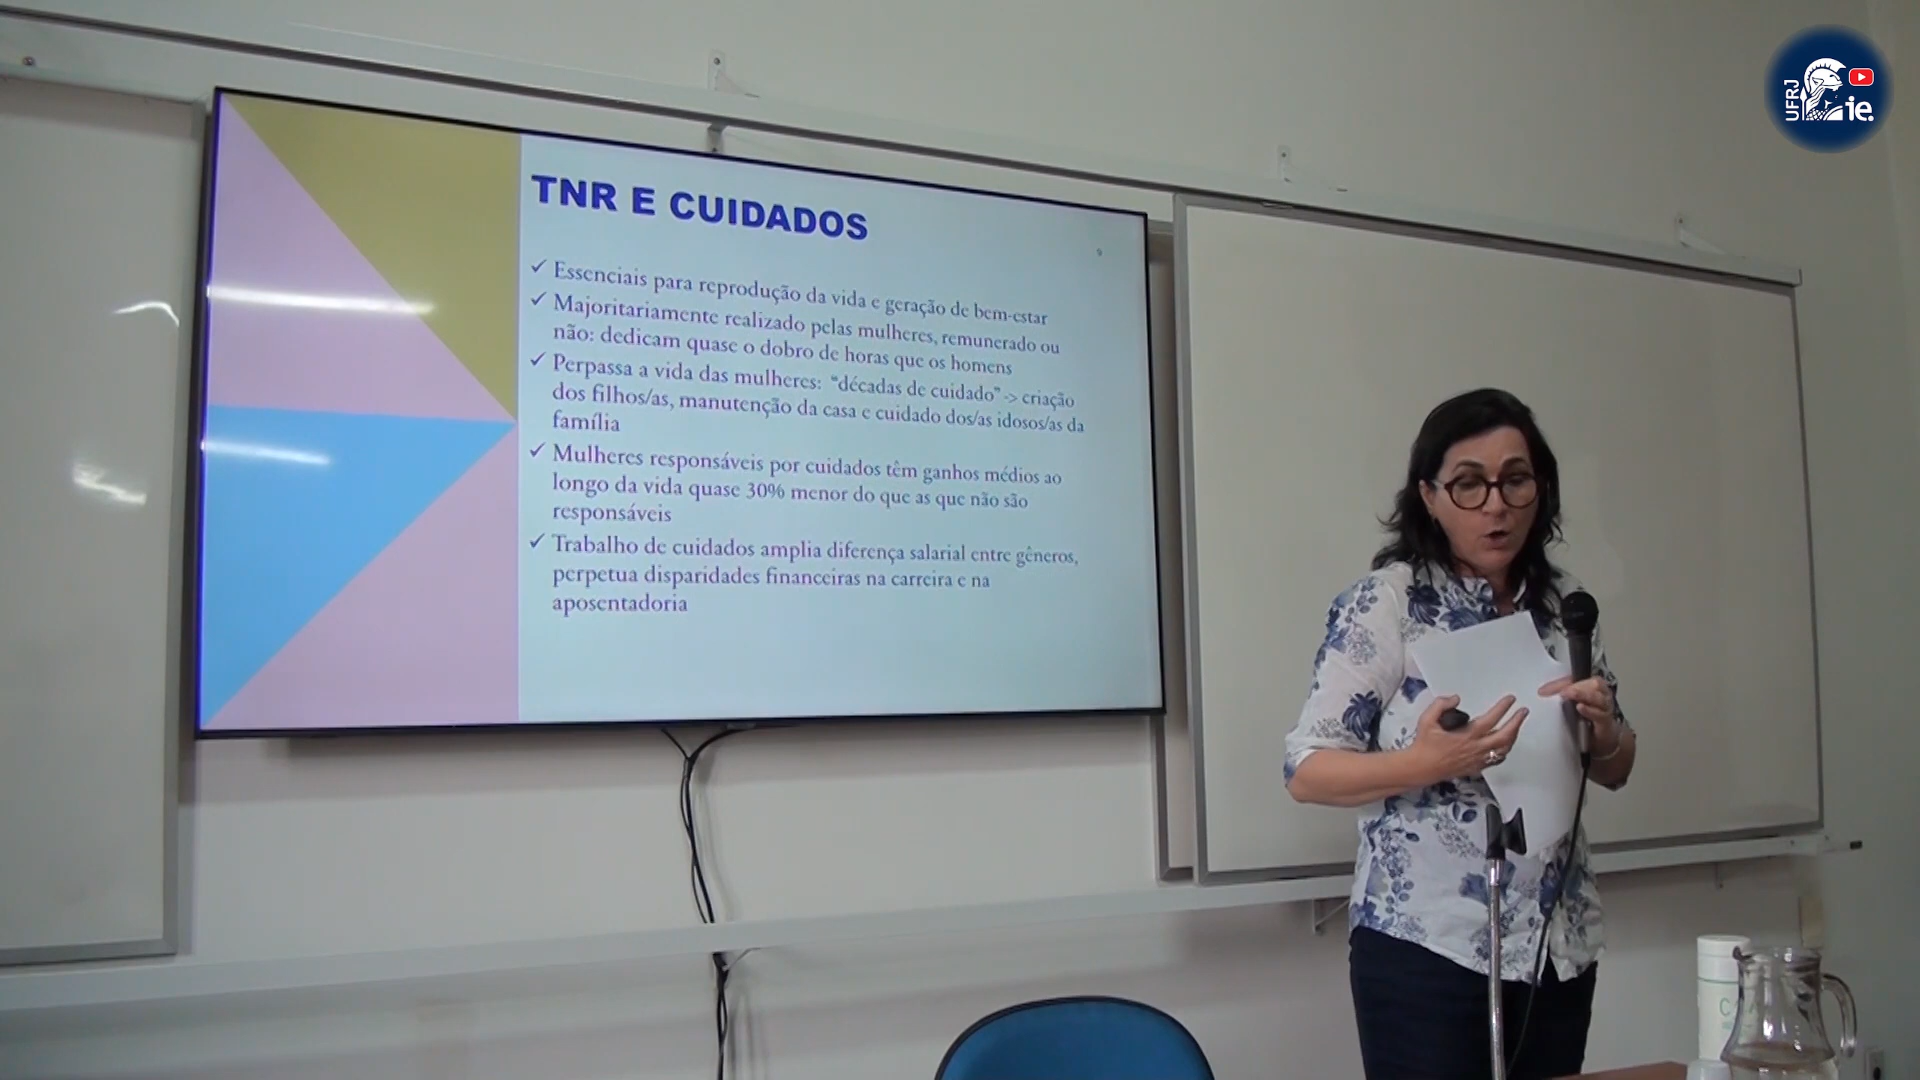 UFRJ
ie.
TNR E CUIDADOS
9
✓ Essenciais para reprodução da vida e geração de bem-estar
✓ Majoritariamente realizado pelas mulheres, remunerado ou
não: dedicam quase o dobro de horas que os homens
✓ Perpassa a vida das mulheres: “décadas de cuidado” -> criação
dos filhos/as, manutenção da casa e cuidado dos/as idosos/as da
família
✓ Mulheres responsáveis por cuidados têm ganhos médios ao
longo da vida quase 30% menor do que as que não são
responsáveis
✓ Trabalho de cuidados amplia diferença salarial entre gêneros,
perpetua disparidades financeiras na carreira e na
aposentadoria